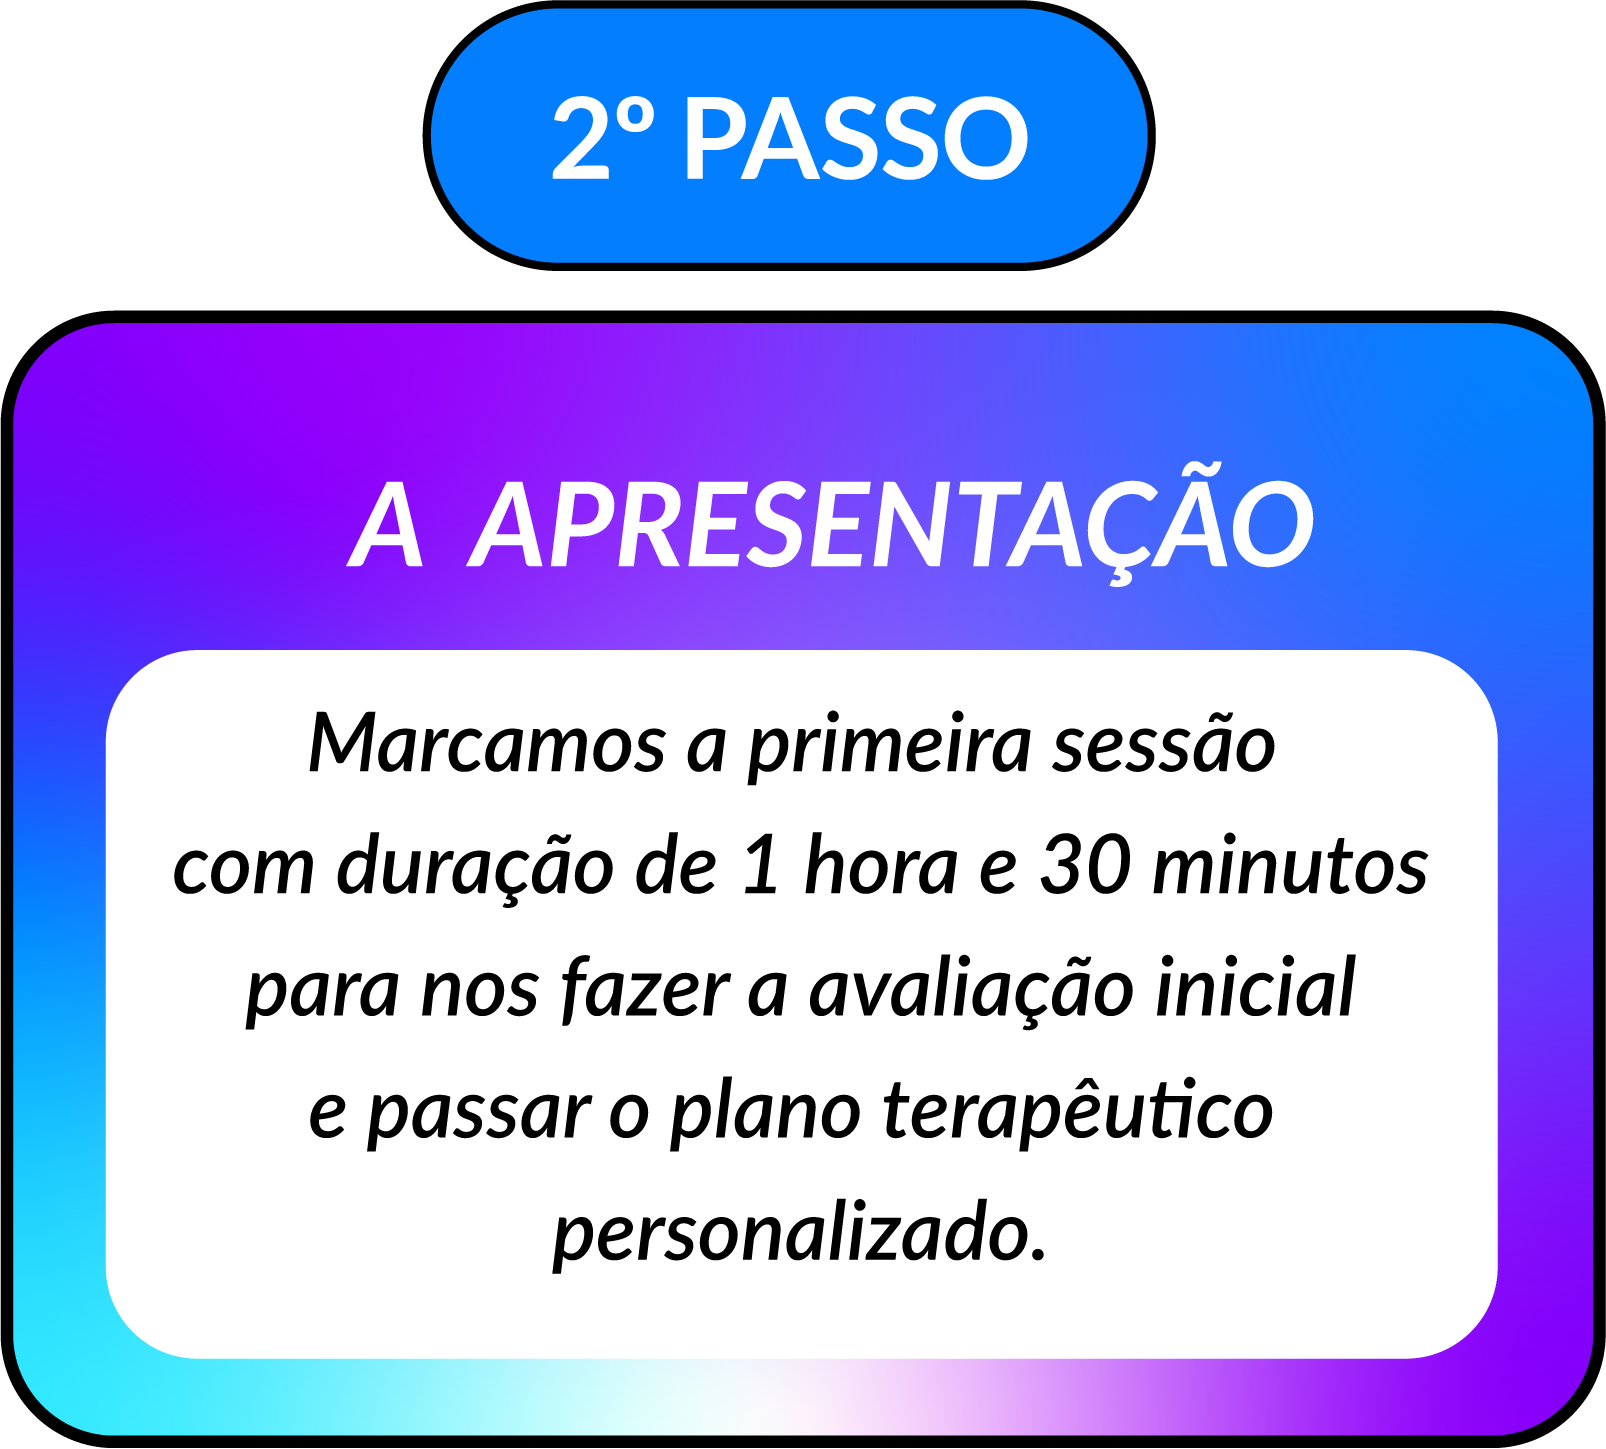 2º PASSO
A APRESENTAÇÃO
Marcamos a primeira sessão
com duração de 1 hora e 30 minutos
para nos fazer a avaliação inicial
e passar o plano terapêutico
personalizado.